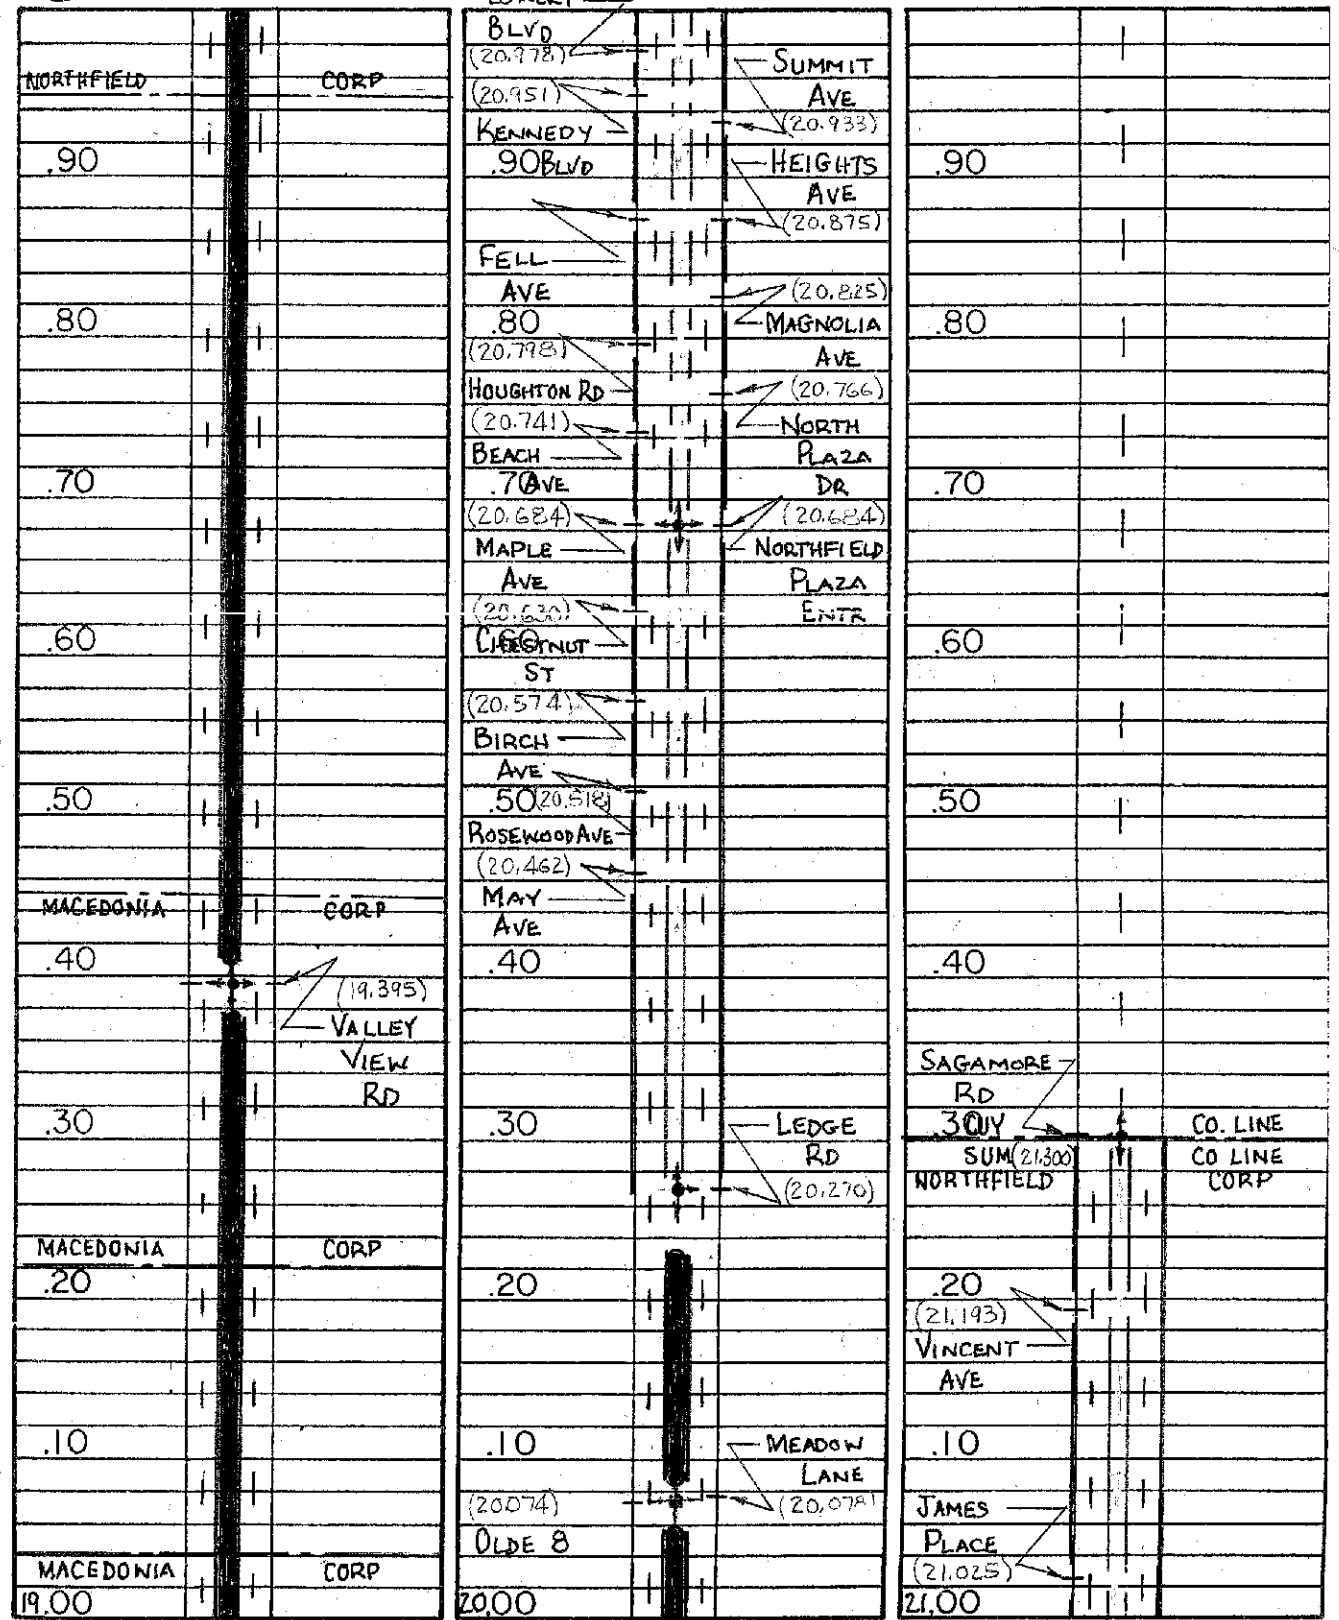 NORTHFIELD CORP
.90
.80
.70
.60
.50
MACEDONIA CORP
.40
(19.395)
VALLEY
VIEW
RD
.30
MACEDONIA CORP
.20
.10
MACEDONIA CORP
19.00
BLVD
(20.978)
(20.951)
KENNEDY
.90 BLVD
FELL
AVE
.80
(20.798)
HOUGHTON RD
(20.741)
BEACH
.70 AVE
(20.684)
MAPLE
AVE
(20.630)
.60
CHESTNUT
ST
(20.574)
BIRCH
AVE
.50 (20.518)
ROSEWOOD AVE
(20.462)
MAY
AVE
.40
.30
.20
.10
(20.074)
OLDE 8
20.00
SUMMIT
AVE
(20.933)
HEIGHTS
AVE
(20.875)
(20.825)
MAGNOLIA
AVE
(20.766)
NORTH
PLAZA
DR
(20.684)
NORTHFIELD
PLAZA
ENTR
LEDGE
RD
(20.270)
MEADOW
LANE
(20.078)
.90
.80
.70
.60
.50
.40
SAGAMORE
RD
.30 CUY CO. LINE
SUM (21.300) CO LINE
NORTHFIELD CORP
.20
(21.193)
VINCENT
AVE
.10
JAMES
PLACE
(21.025)
21.00